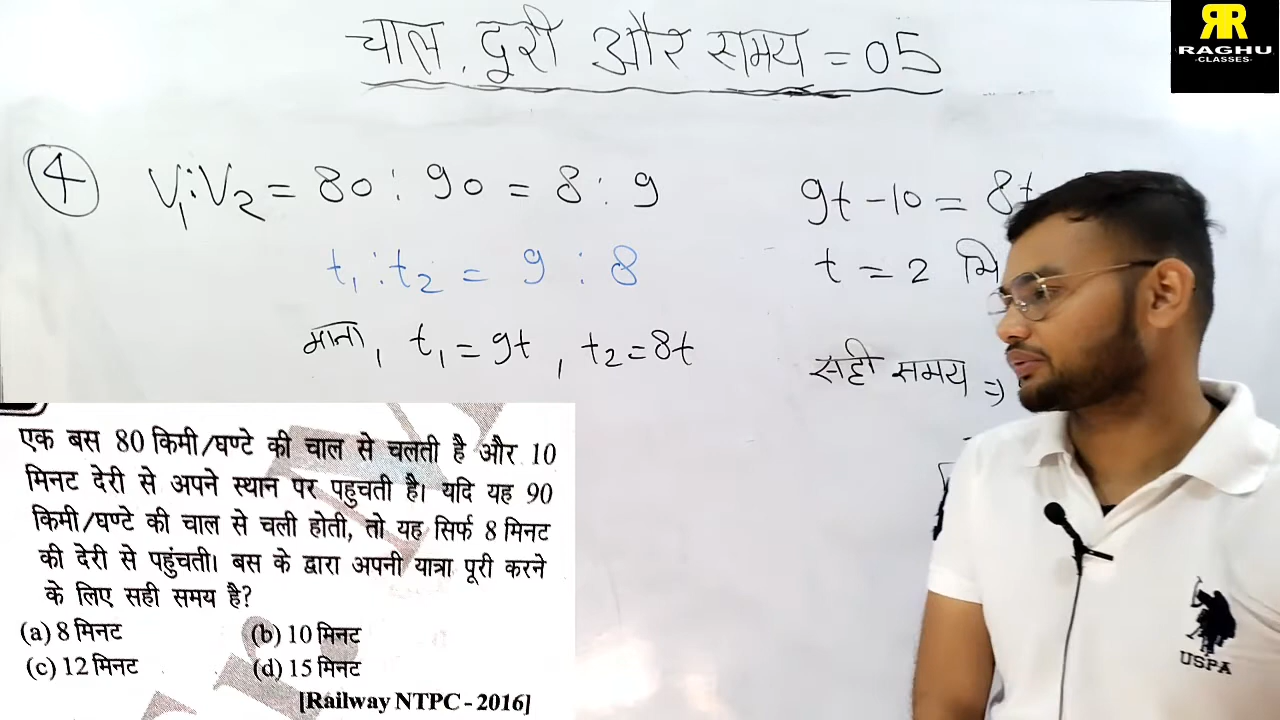 चाल, दूरी और समय = 05
RR
RAGHU
-CLASSES-
4
V₁:V₂ = 80 : 90 = 8 : 9
t₁:t₂ = 9 : 8
माना, t₁ = 9t, t₂ = 8t
9t - 10 = 8t
t = 2 मि
सही समय ⇒
एक बस 80 किमी/घण्टे की चाल से चलती है और 10
मिनट देरी से अपने स्थान पर पहुचती है। यदि यह 90
किमी/घण्टे की चाल से चली होती, तो यह सिर्फ 8 मिनट
की देरी से पहुंचती। बस के द्वारा अपनी यात्रा पूरी करने
के लिए सही समय है?
(a) 8 मिनट (b) 10 मिनट
(c) 12 मिनट (d) 15 मिनट
[Railway NTPC - 2016]
USPA